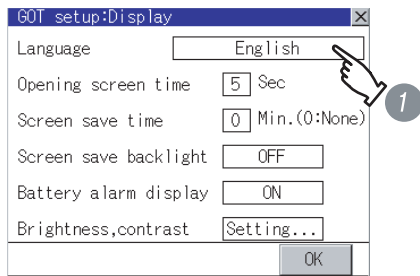 GOT setup:Display
Language English
Opening screen time 5 Sec
Screen save time 0 Min.(0:None)
Screen save backlight OFF
Battery alarm display ON
Brightness,contrast Setting...
OK
1